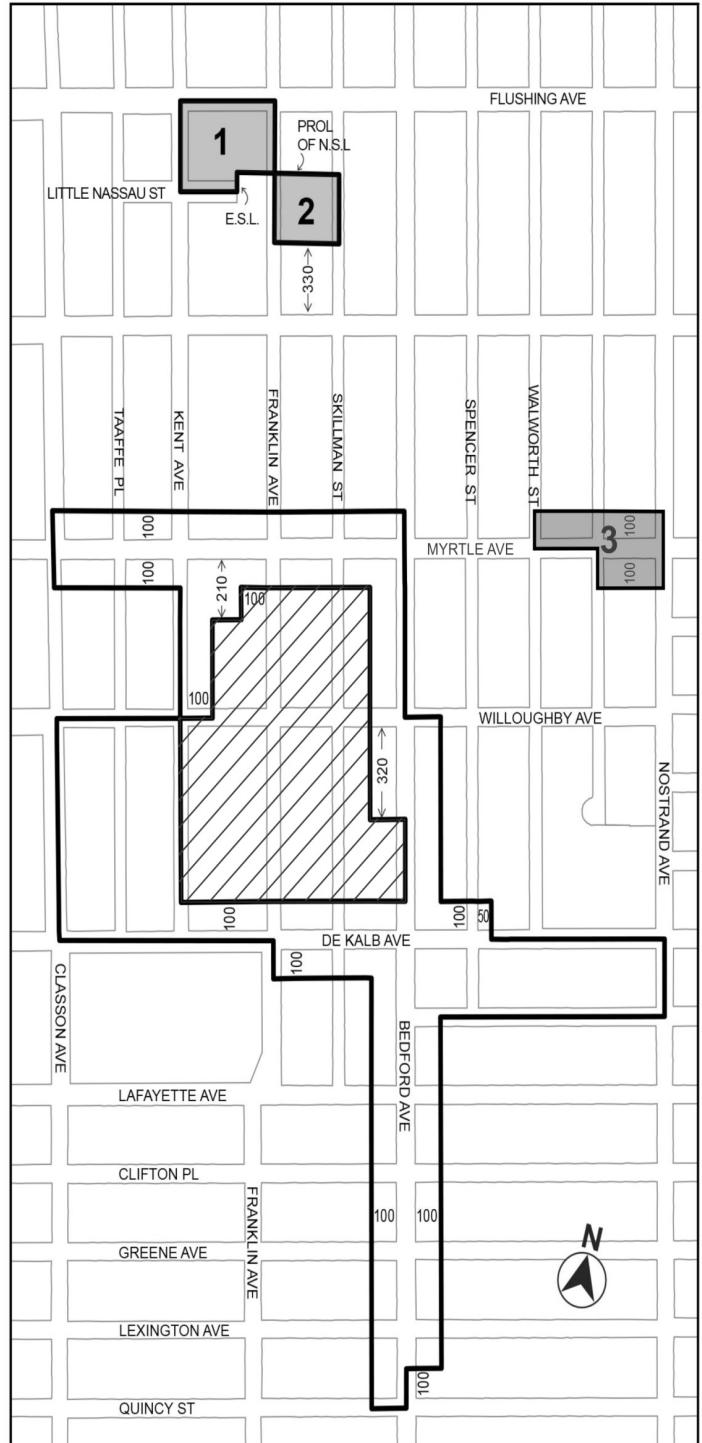 FLUSHING AVE
1
PROL
OF N.S.L
LITTLE NASSAU ST
E.S.L.
2
330
TAAFFE PL
KENT AVE
FRANKLIN AVE
SKILLMAN ST
SPENCER ST
WALWORTH ST
100
100
3
MYRTLE AVE
100
100
210
100
100
WILLOUGHBY AVE
320
NOSTRAND AVE
100
100
50
DE KALB AVE
100
CLASSON AVE
BEDFORD AVE
LAFAYETTE AVE
CLIFTON PL
FRANKLIN AVE
100
100
N
GREENE AVE
LEXINGTON AVE
100
QUINCY ST